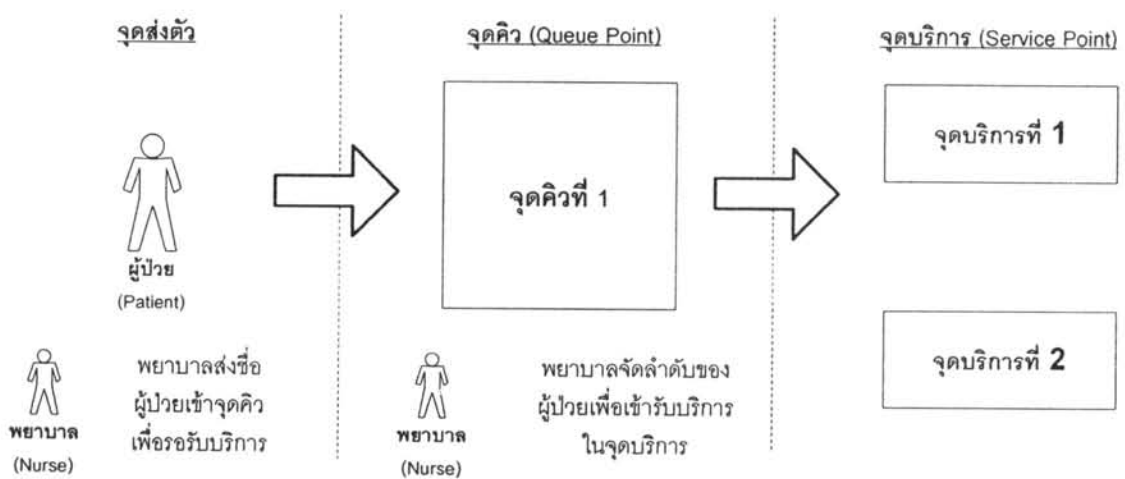 จุดส่งตัว
ผู้ป่วย
(Patient)
พยาบาล
(Nurse)
พยาบาลส่งชื่อ
ผู้ป่วยเข้าจุดคิว
เพื่อรอรับบริการ
จุดคิว (Queue Point)
จุดคิวที่ 1
พยาบาล
(Nurse)
พยาบาลจัดลำดับของ
ผู้ป่วยเพื่อเข้ารับบริการ
ในจุดบริการ
จุดบริการ (Service Point)
จุดบริการที่ 1
จุดบริการที่ 2